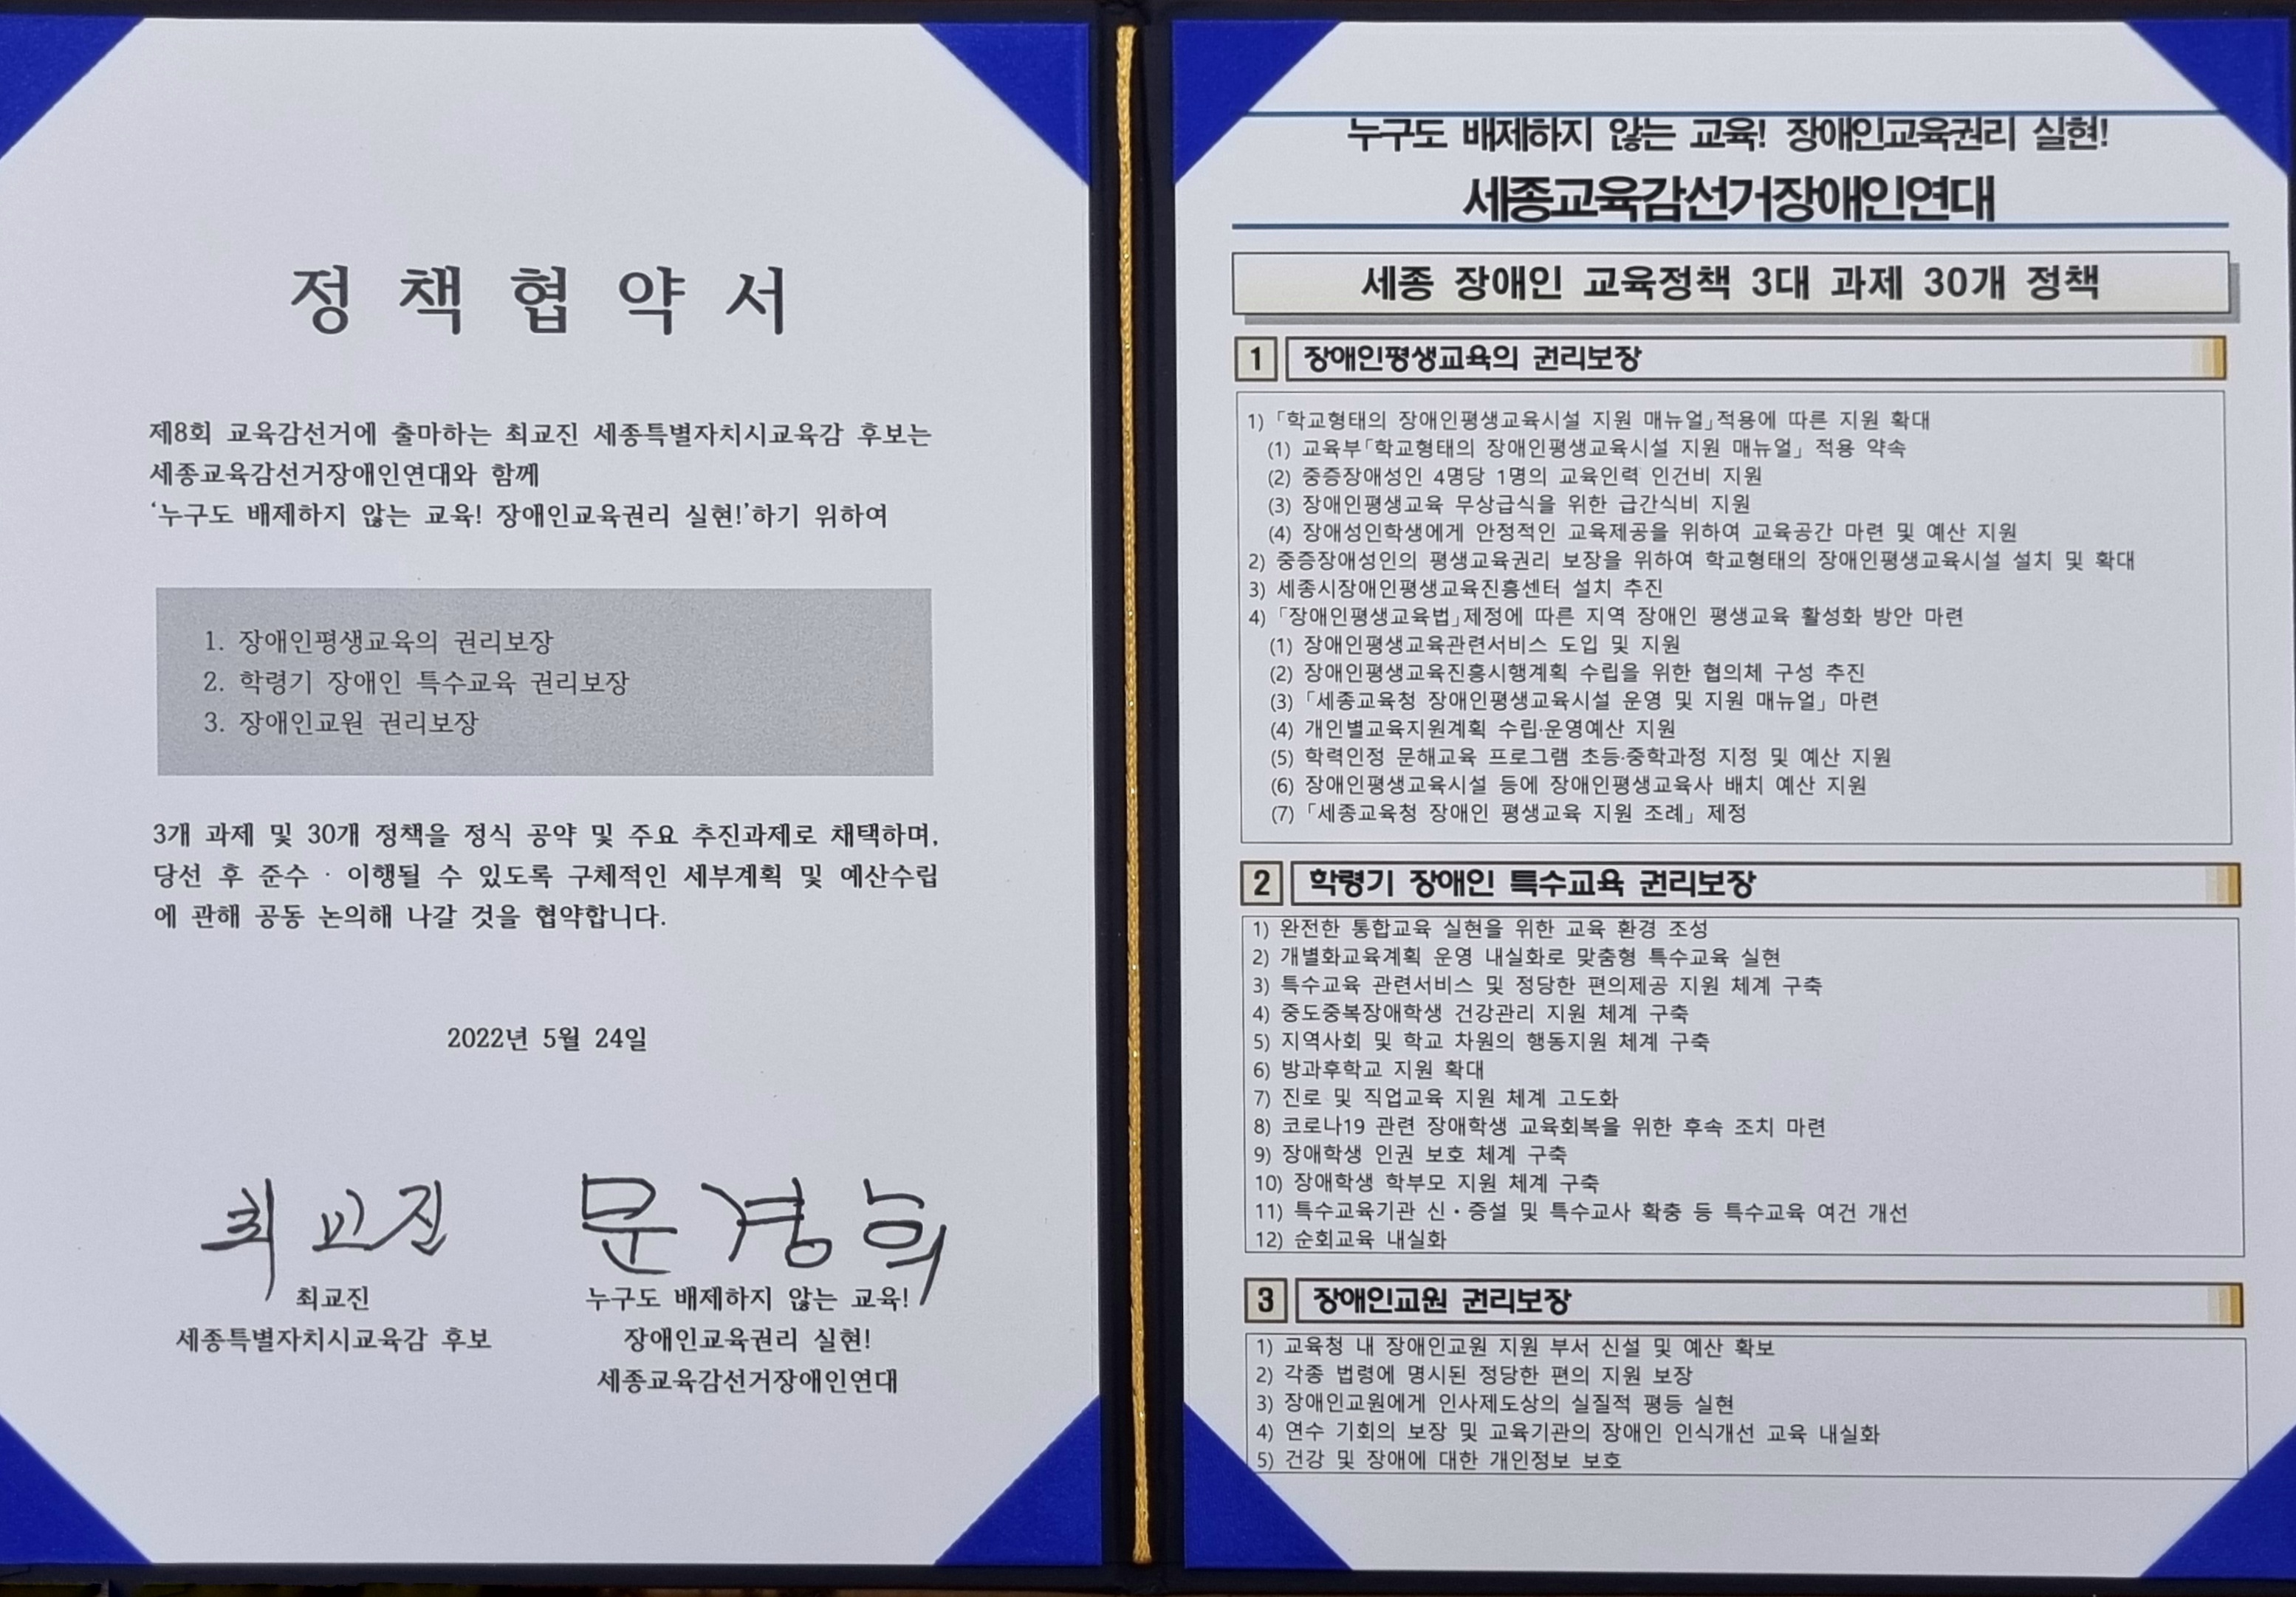 정 책 협 약 서
제8회 교육감선거에 출마하는 최교진 세종특별자치시교육감 후보는
세종교육감선거장애인연대와 함께
‘누구도 배제하지 않는 교육! 장애인교육권리 실현!’하기 위하여
1. 장애인평생교육의 권리보장
2. 학령기 장애인 특수교육 권리보장
3. 장애인교원 권리보장
3개 과제 및 30개 정책을 정식 공약 및 주요 추진과제로 채택하며,
당선 후 준수 · 이행될 수 있도록 구체적인 세부계획 및 예산수립
에 관해 공동 논의해 나갈 것을 협약합니다.
2022년 5월 24일
최교진 문경희
최교진
세종특별자치시교육감 후보
누구도 배제하지 않는 교육!
장애인교육권리 실현!
세종교육감선거장애인연대
누구도 배제하지 않는 교육! 장애인교육권리 실현!
세종교육감선거장애인연대
세종 장애인 교육정책 3대 과제 30개 정책
1 장애인평생교육의 권리보장
1) 「학교형태의 장애인평생교육시설 지원 매뉴얼」적용에 따른 지원 확대
(1) 교육부「학교형태의 장애인평생교육시설 지원 매뉴얼」 적용 약속
(2) 중증장애성인 4명당 1명의 교육인력 인건비 지원
(3) 장애인평생교육 무상급식을 위한 급간식비 지원
(4) 장애성인학생에게 안정적인 교육제공을 위하여 교육공간 마련 및 예산 지원
2) 중증장애성인의 평생교육권리 보장을 위하여 학교형태의 장애인평생교육시설 설치 및 확대
3) 세종시장애인평생교육진흥센터 설치 추진
4) 「장애인평생교육법」제정에 따른 지역 장애인 평생교육 활성화 방안 마련
(1) 장애인평생교육관련서비스 도입 및 지원
(2) 장애인평생교육진흥시행계획 수립을 위한 협의체 구성 추진
(3) 「세종교육청 장애인평생교육시설 운영 및 지원 매뉴얼」 마련
(4) 개인별교육지원계획 수립·운영예산 지원
(5) 학력인정 문해교육 프로그램 초등·중학과정 지정 및 예산 지원
(6) 장애인평생교육시설 등에 장애인평생교육사 배치 예산 지원
(7) 「세종교육청 장애인 평생교육 지원 조례」 제정
2 학령기 장애인 특수교육 권리보장
1) 완전한 통합교육 실현을 위한 교육 환경 조성
2) 개별화교육계획 운영 내실화로 맞춤형 특수교육 실현
3) 특수교육 관련서비스 및 정당한 편의제공 지원 체계 구축
4) 중도중복장애학생 건강관리 지원 체계 구축
5) 지역사회 및 학교 차원의 행동지원 체계 구축
6) 방과후학교 지원 확대
7) 진로 및 직업교육 지원 체계 고도화
8) 코로나19 관련 장애학생 교육회복을 위한 후속 조치 마련
9) 장애학생 인권 보호 체계 구축
10) 장애학생 학부모 지원 체계 구축
11) 특수교육기관 신·증설 및 특수교사 확충 등 특수교육 여건 개선
12) 순회교육 내실화
3 장애인교원 권리보장
1) 교육청 내 장애인교원 지원 부서 신설 및 예산 확보
2) 각종 법령에 명시된 정당한 편의 지원 보장
3) 장애인교원에게 인사제도상의 실질적 평등 실현
4) 연수 기회의 보장 및 교육기관의 장애인 인식개선 교육 내실화
5) 건강 및 장애에 대한 개인정보 보호